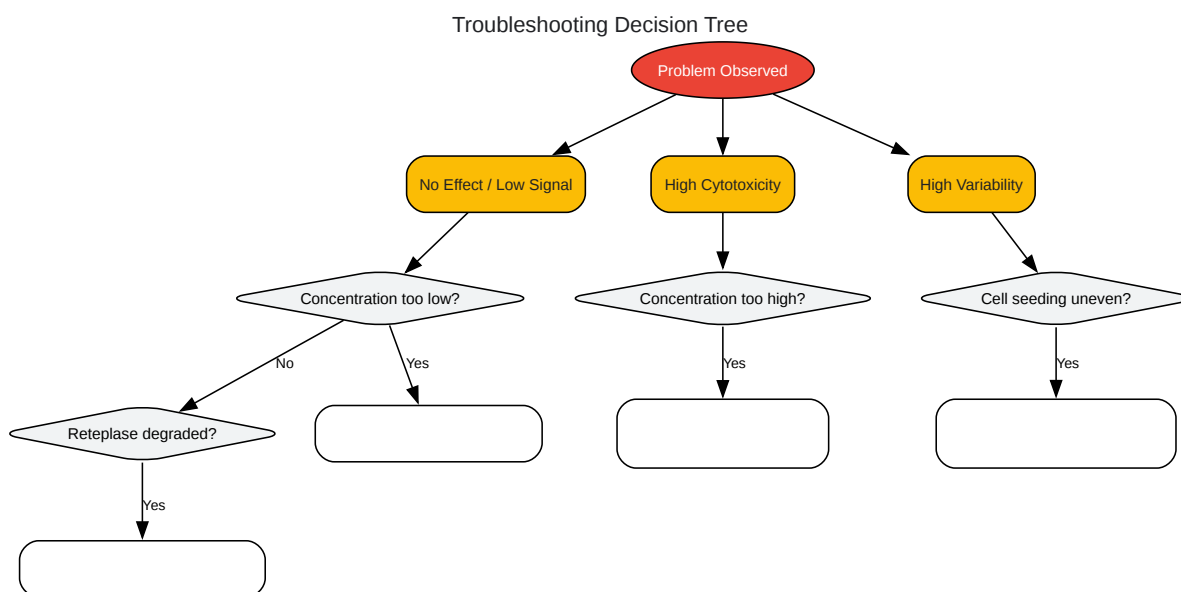 Troubleshooting Decision Tree
Problem Observed
No Effect / Low Signal
High Cytotoxicity
High Variability
Concentration too low?
Concentration too high?
Cell seeding uneven?
No
Yes
Yes
Yes
Reteplase degraded?
Yes